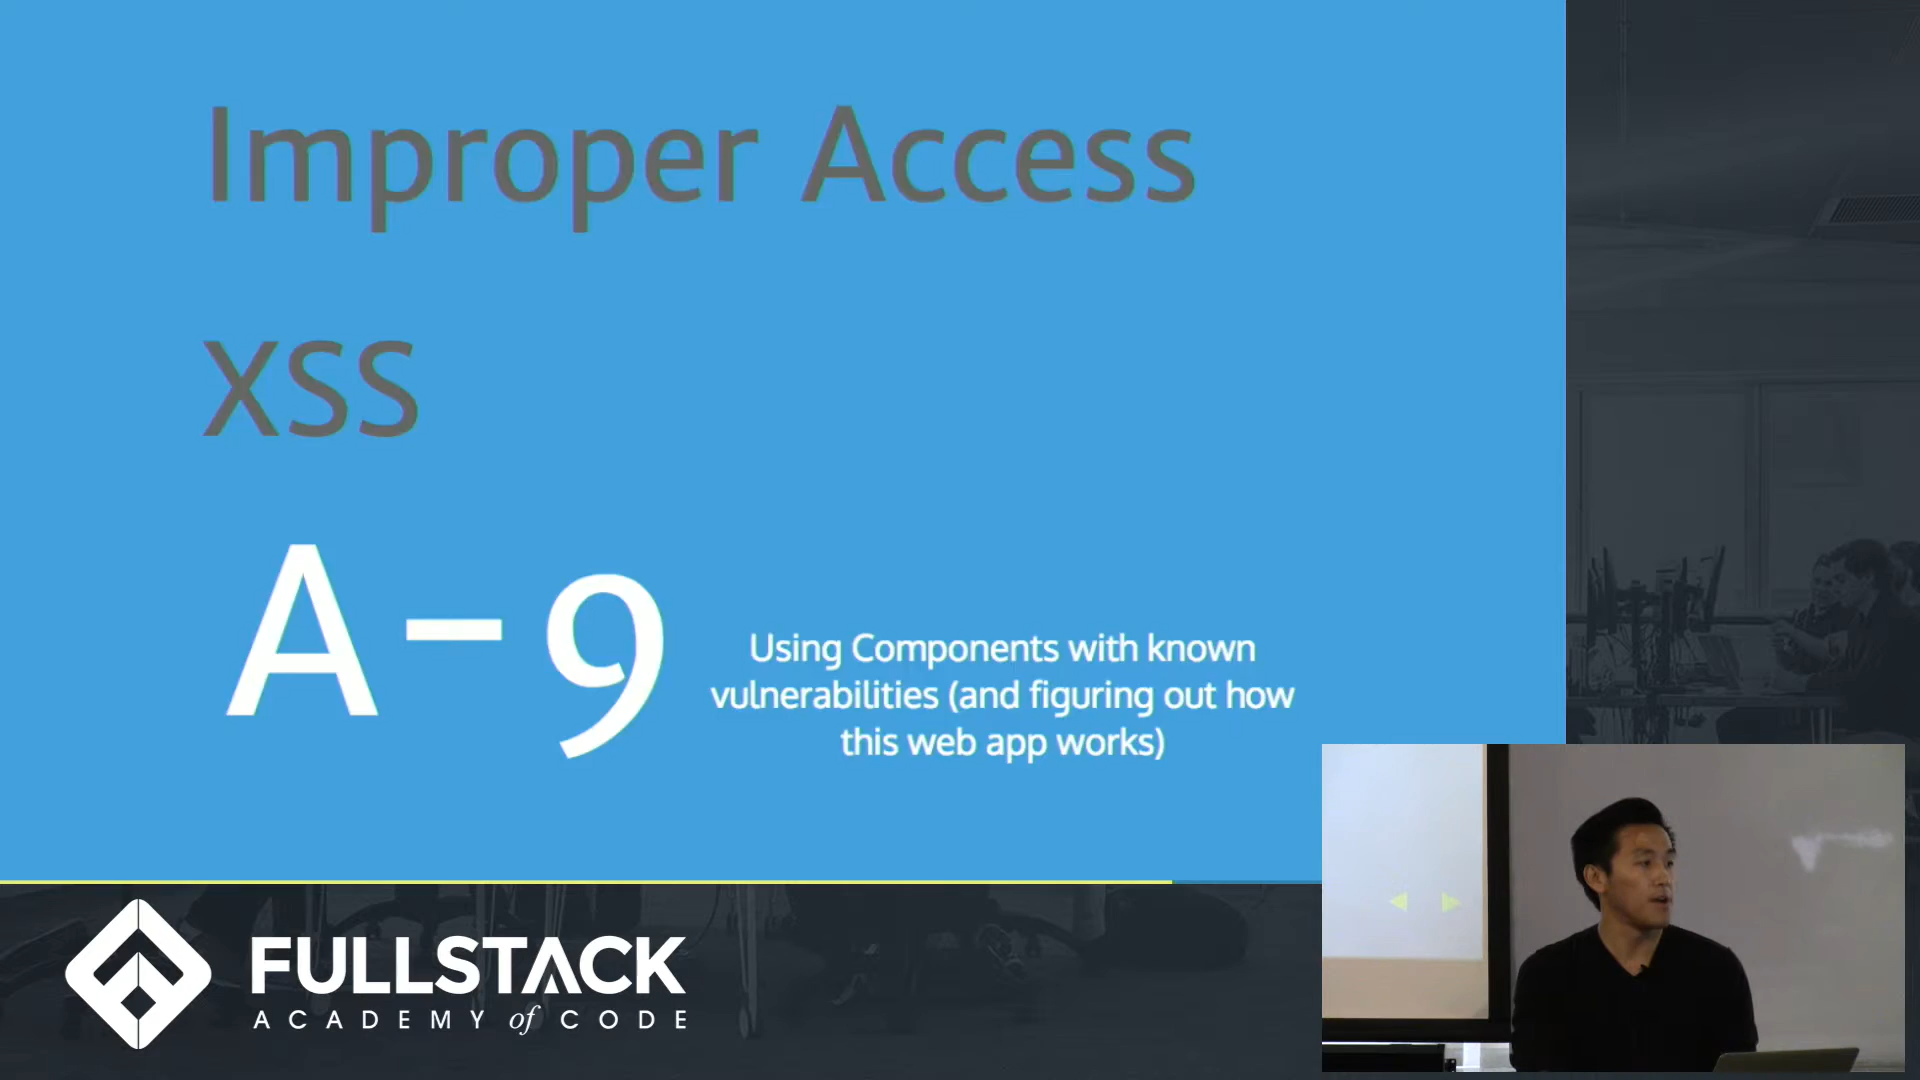 Improper Access
XSS
A-9
Using Components with known
vulnerabilities (and figuring out how
this web app works)
FULLSTACK
ACADEMY of CODE